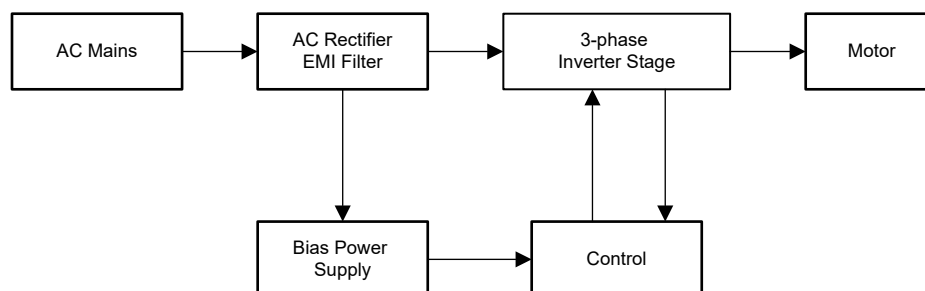 AC Mains
AC Rectifier
EMI Filter
3-phase
Inverter Stage
Motor
Bias Power
Supply
Control